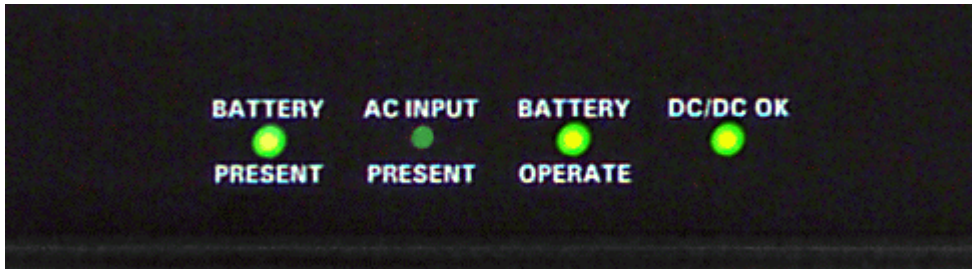 BATTERY AC INPUT BATTERY DC/DC OK
PRESENT PRESENT OPERATE